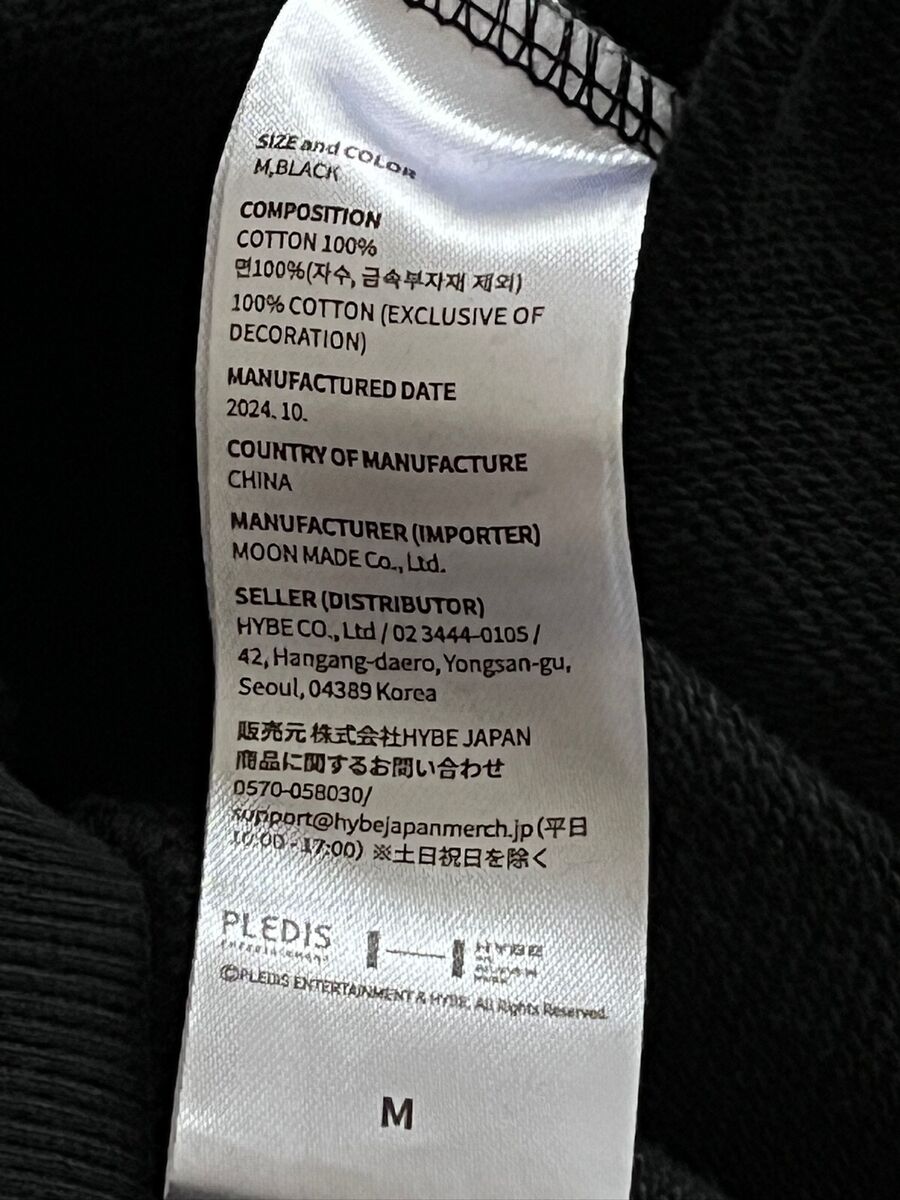 SIZE and COLOR
M,BLACK
COMPOSITION
COTTON 100%
면100%(자수, 금속부자재 제외)
100% COTTON (EXCLUSIVE OF
DECORATION)
MANUFACTURED DATE
2024. 10.
COUNTRY OF MANUFACTURE
CHINA
MANUFACTURER (IMPORTER)
MOON MADE Co., Ltd.
SELLER (DISTRIBUTOR)
HYBE CO., Ltd / 02 3444-0105 /
42, Hangang-daero, Yongsan-gu,
Seoul, 04389 Korea
販売元 株式会社HYBE JAPAN
商品に関するお問い合わせ
0570-058030/
support@hybejapanmerch.jp (平日
10:00 - 17:00) ※土日祝日を除く
PLEDIS
Entertainment
HYBE
©PLEDIS ENTERTAINMENT & HYBE. All Rights Reserved.
M